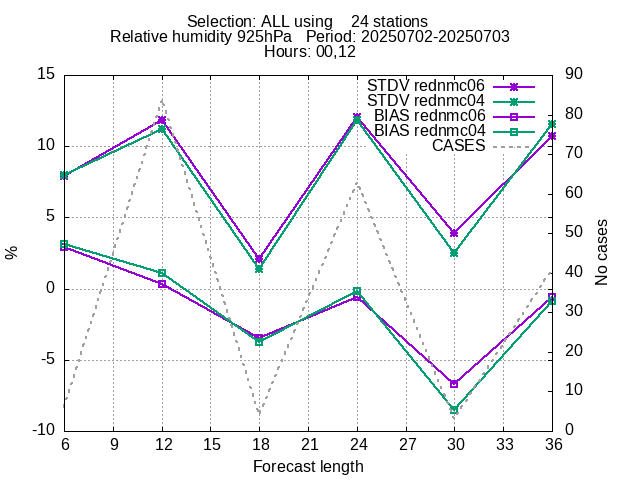 Selection: ALL using    24 stations
Relative humidity 925hPa   Period: 20250702-20250703
Hours: 00,12
STDV rednmc06
STDV rednmc04
BIAS rednmc06
BIAS rednmc04
CASES
15
10
5
0
-5
-10
%
90
80
70
60
50
40
30
20
10
0
No cases
6 9 12 15 18 21 24 27 30 33 36
Forecast length